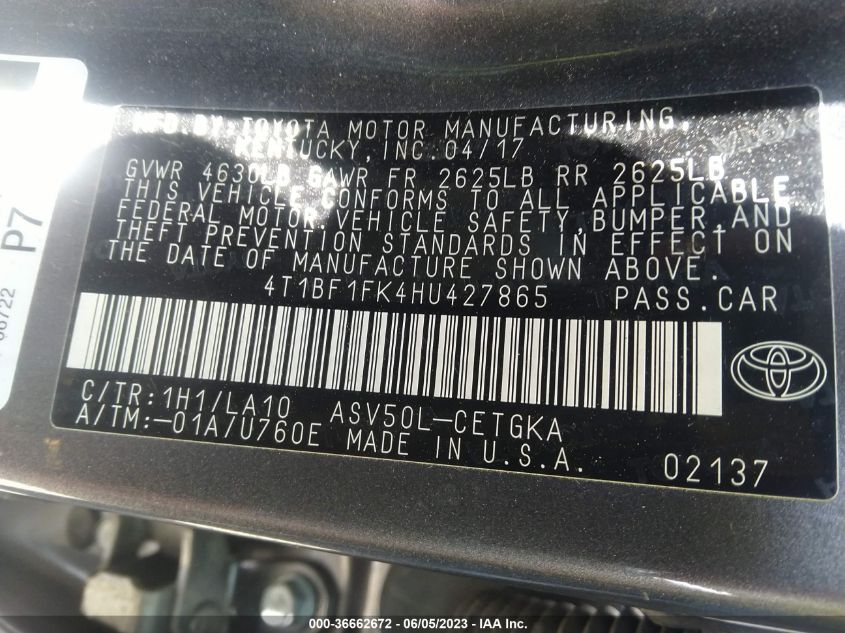 MFD.BY:TOYOTA MOTOR MANUFACTURING,
KENTUCKY,INC.04/17
GVWR 4630LB GAWR FR 2625LB RR 2625LB
THIS VEHICLE CONFORMS TO ALL APPLICABLE
FEDERAL MOTOR VEHICLE SAFETY,BUMPER,AND
THEFT PREVENTION STANDARDS IN EFFECT ON
THE DATE OF MANUFACTURE SHOWN ABOVE.
4T1BF1FK4HU427865 PASS.CAR
C/TR:1H1/LA10 ASV50L-CETGKA
A/TM:-01A/U760E MADE IN U.S.A.
02137
P7
000-36662672 - 06/05/2023 - IAA Inc.